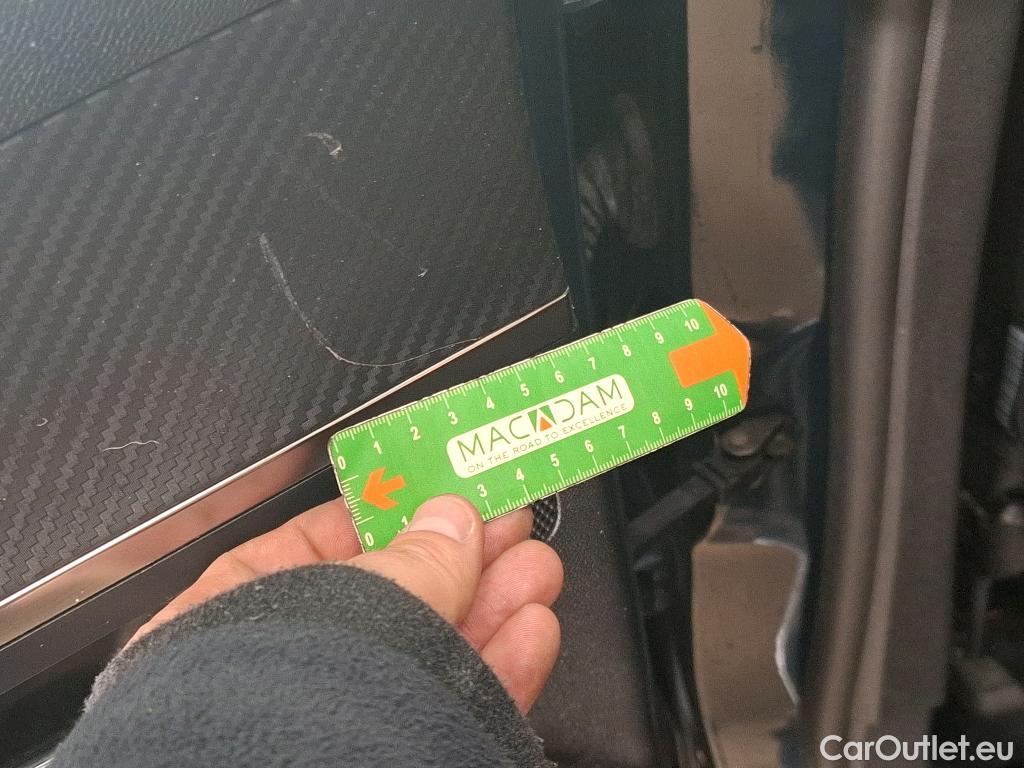 0 1 2 3 4 5 6 7 8 9 10
MACADAM
ON THE ROAD TO EXCELLENCE
0 1 3 4 5 6 7 8 9 10
CarOutlet.eu